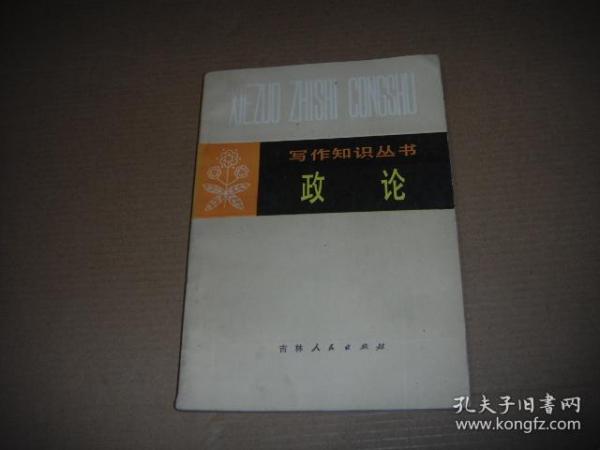 XIEZUO ZHISHI CONGSHU
写作知识丛书
政 论
吉林人民出版社
孔夫子旧書网
www.kongfz.com